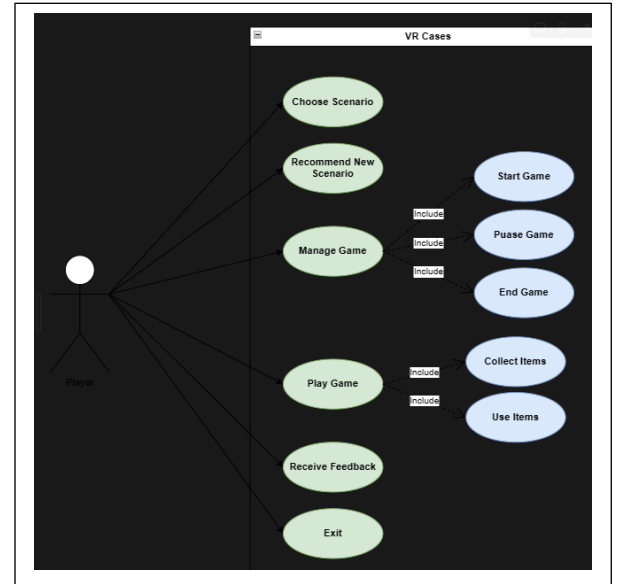 VR Cases
Choose Scenario
Recommend New
Scenario
Start Game
Include
Puase Game
Include
Manage Game
Include
End Game
Player
Collect Items
Include
Play Game
Include
Use Items
Receive Feedback
Exit